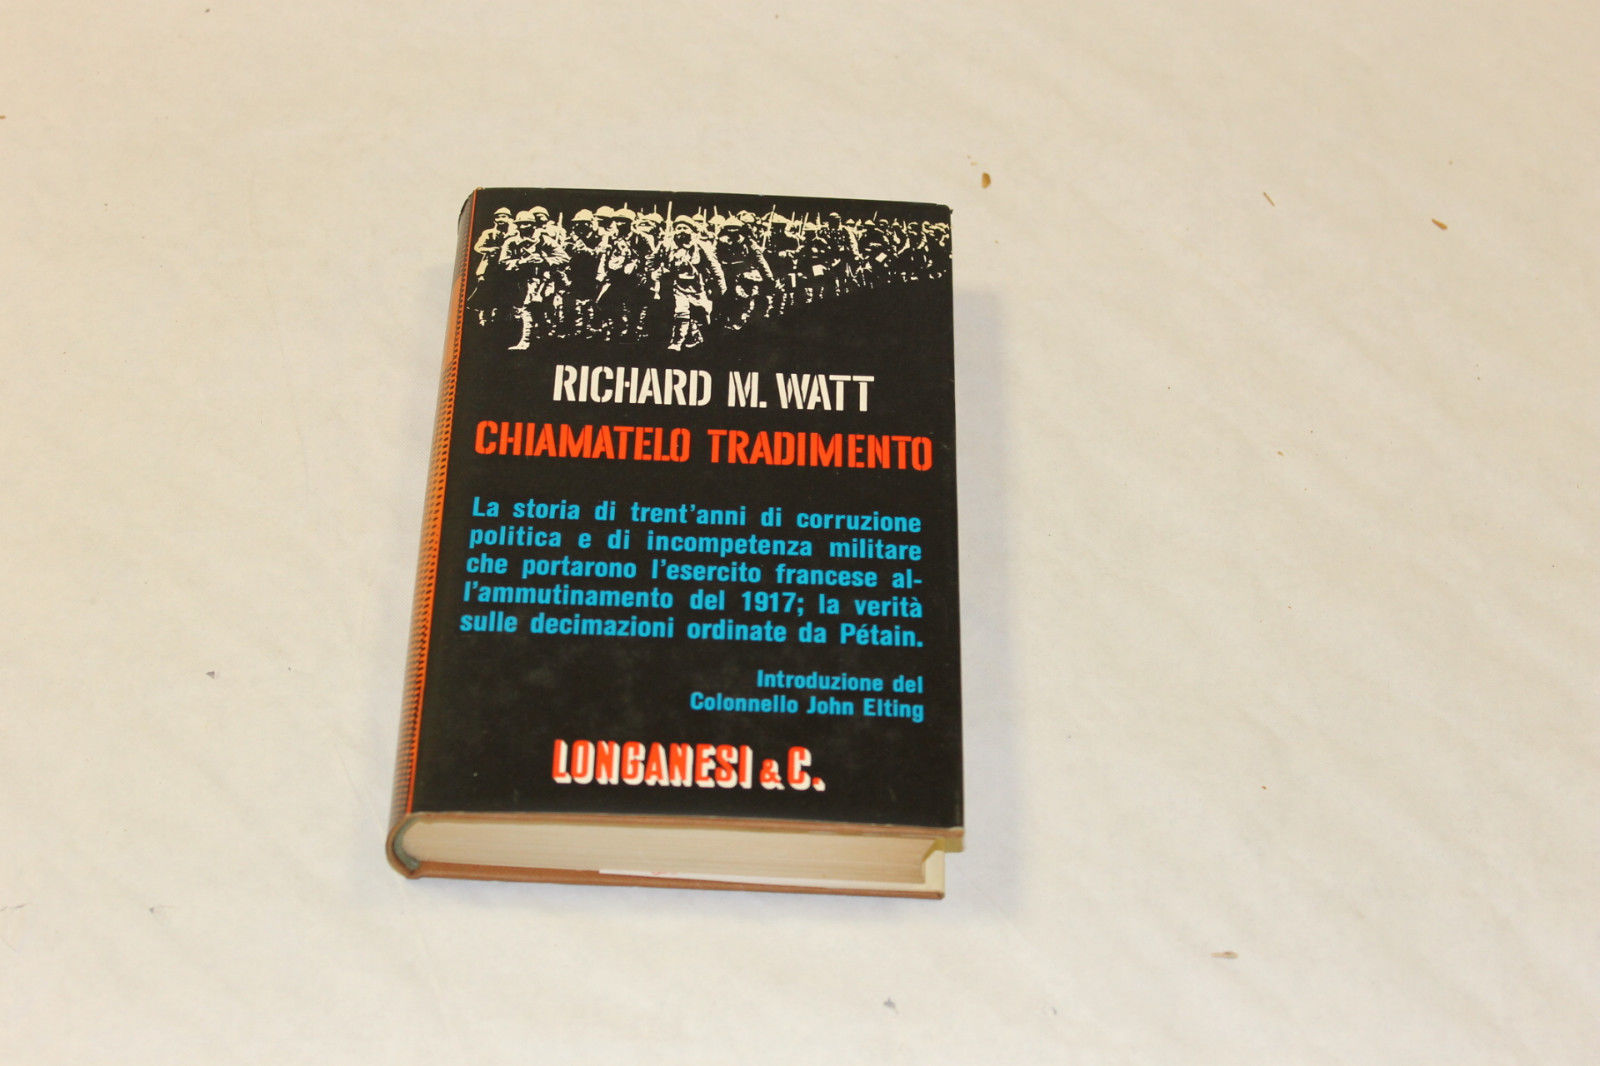 RICHARD M. WATT
CHIAMATELO TRADIMENTO
La storia di trent'anni di corruzione
politica e di incompetenza militare
che portarono l'esercito francese al-
l'ammutinamento del 1917; la verità
sulle decimazioni ordinate da Pétain.
Introduzione del
Colonnello John Elting
LONGANESI & C.